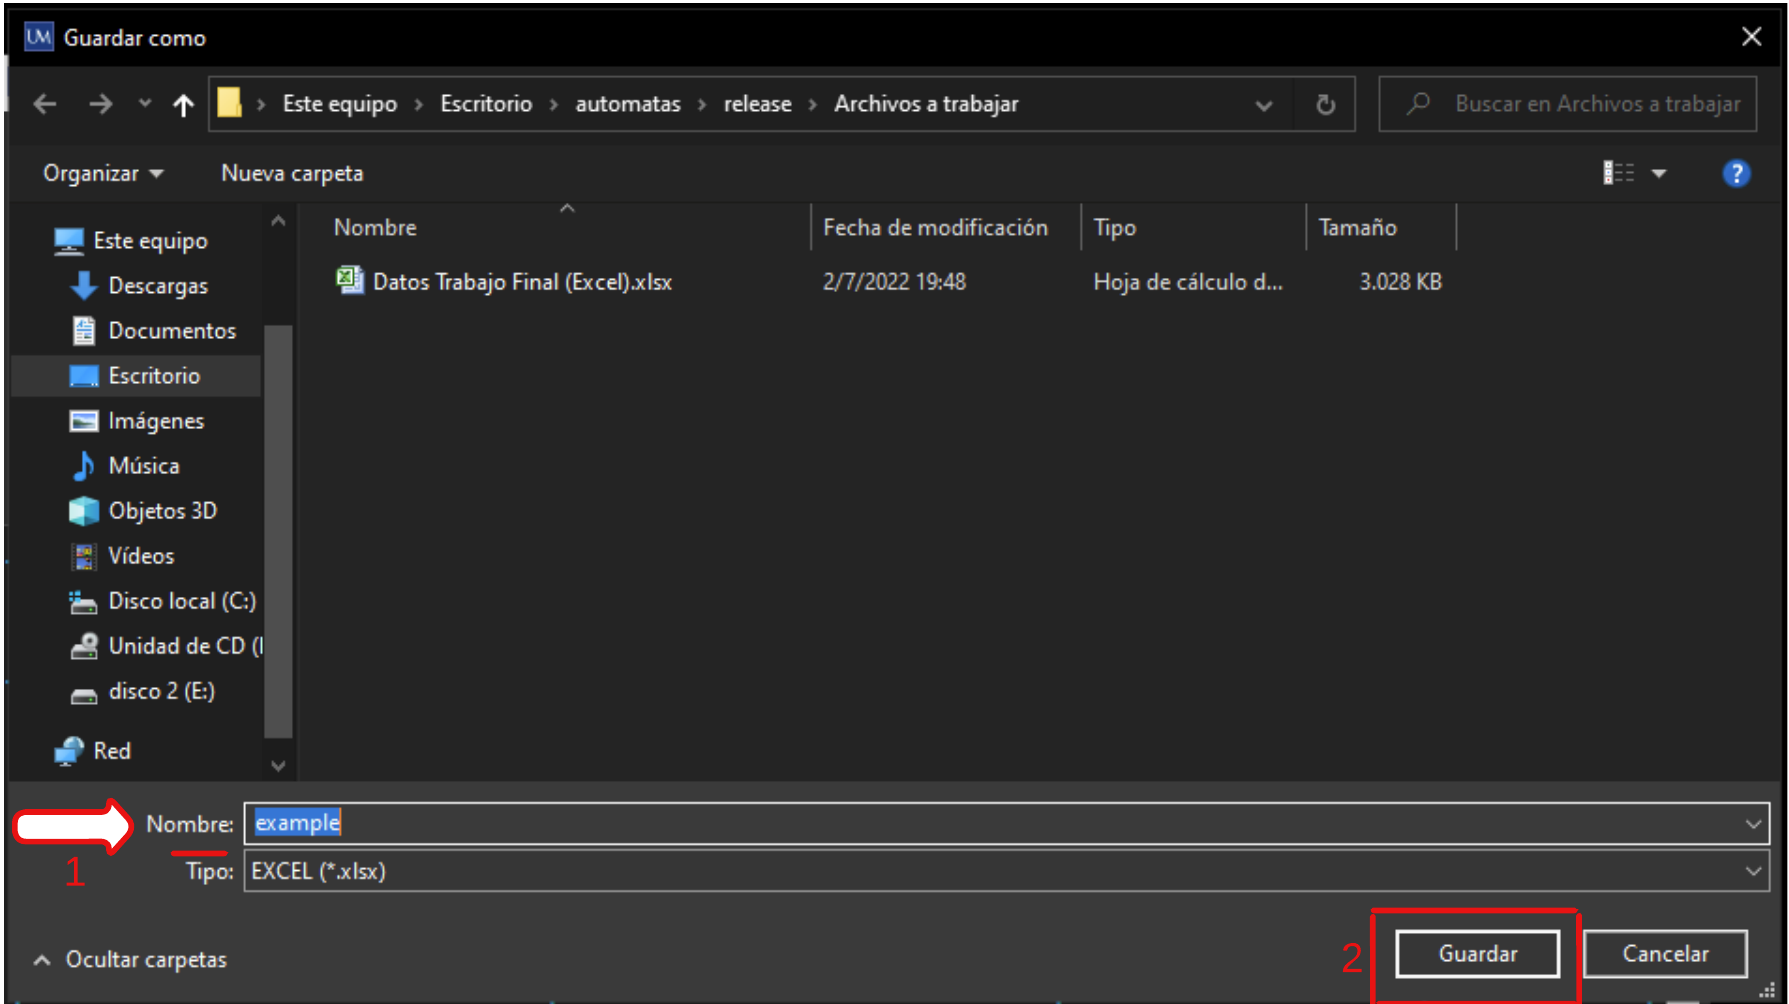 UM Guardar como
Este equipo > Escritorio > automatas > release > Archivos a trabajar
Buscar en Archivos a trabajar
Organizar
Nueva carpeta
?
Nombre
Fecha de modificación
Tipo
Tamaño
Datos Trabajo Final (Excel).xlsx
2/7/2022 19:48
Hoja de cálculo d...
3.028 KB
Este equipo
Descargas
Documentos
Escritorio
Imágenes
Música
Objetos 3D
Vídeos
Disco local (C:)
Unidad de CD (
disco 2 (E:)
Red
Nombre: example
1
Tipo: EXCEL (*.xlsx)
Ocultar carpetas
2
Guardar
Cancelar